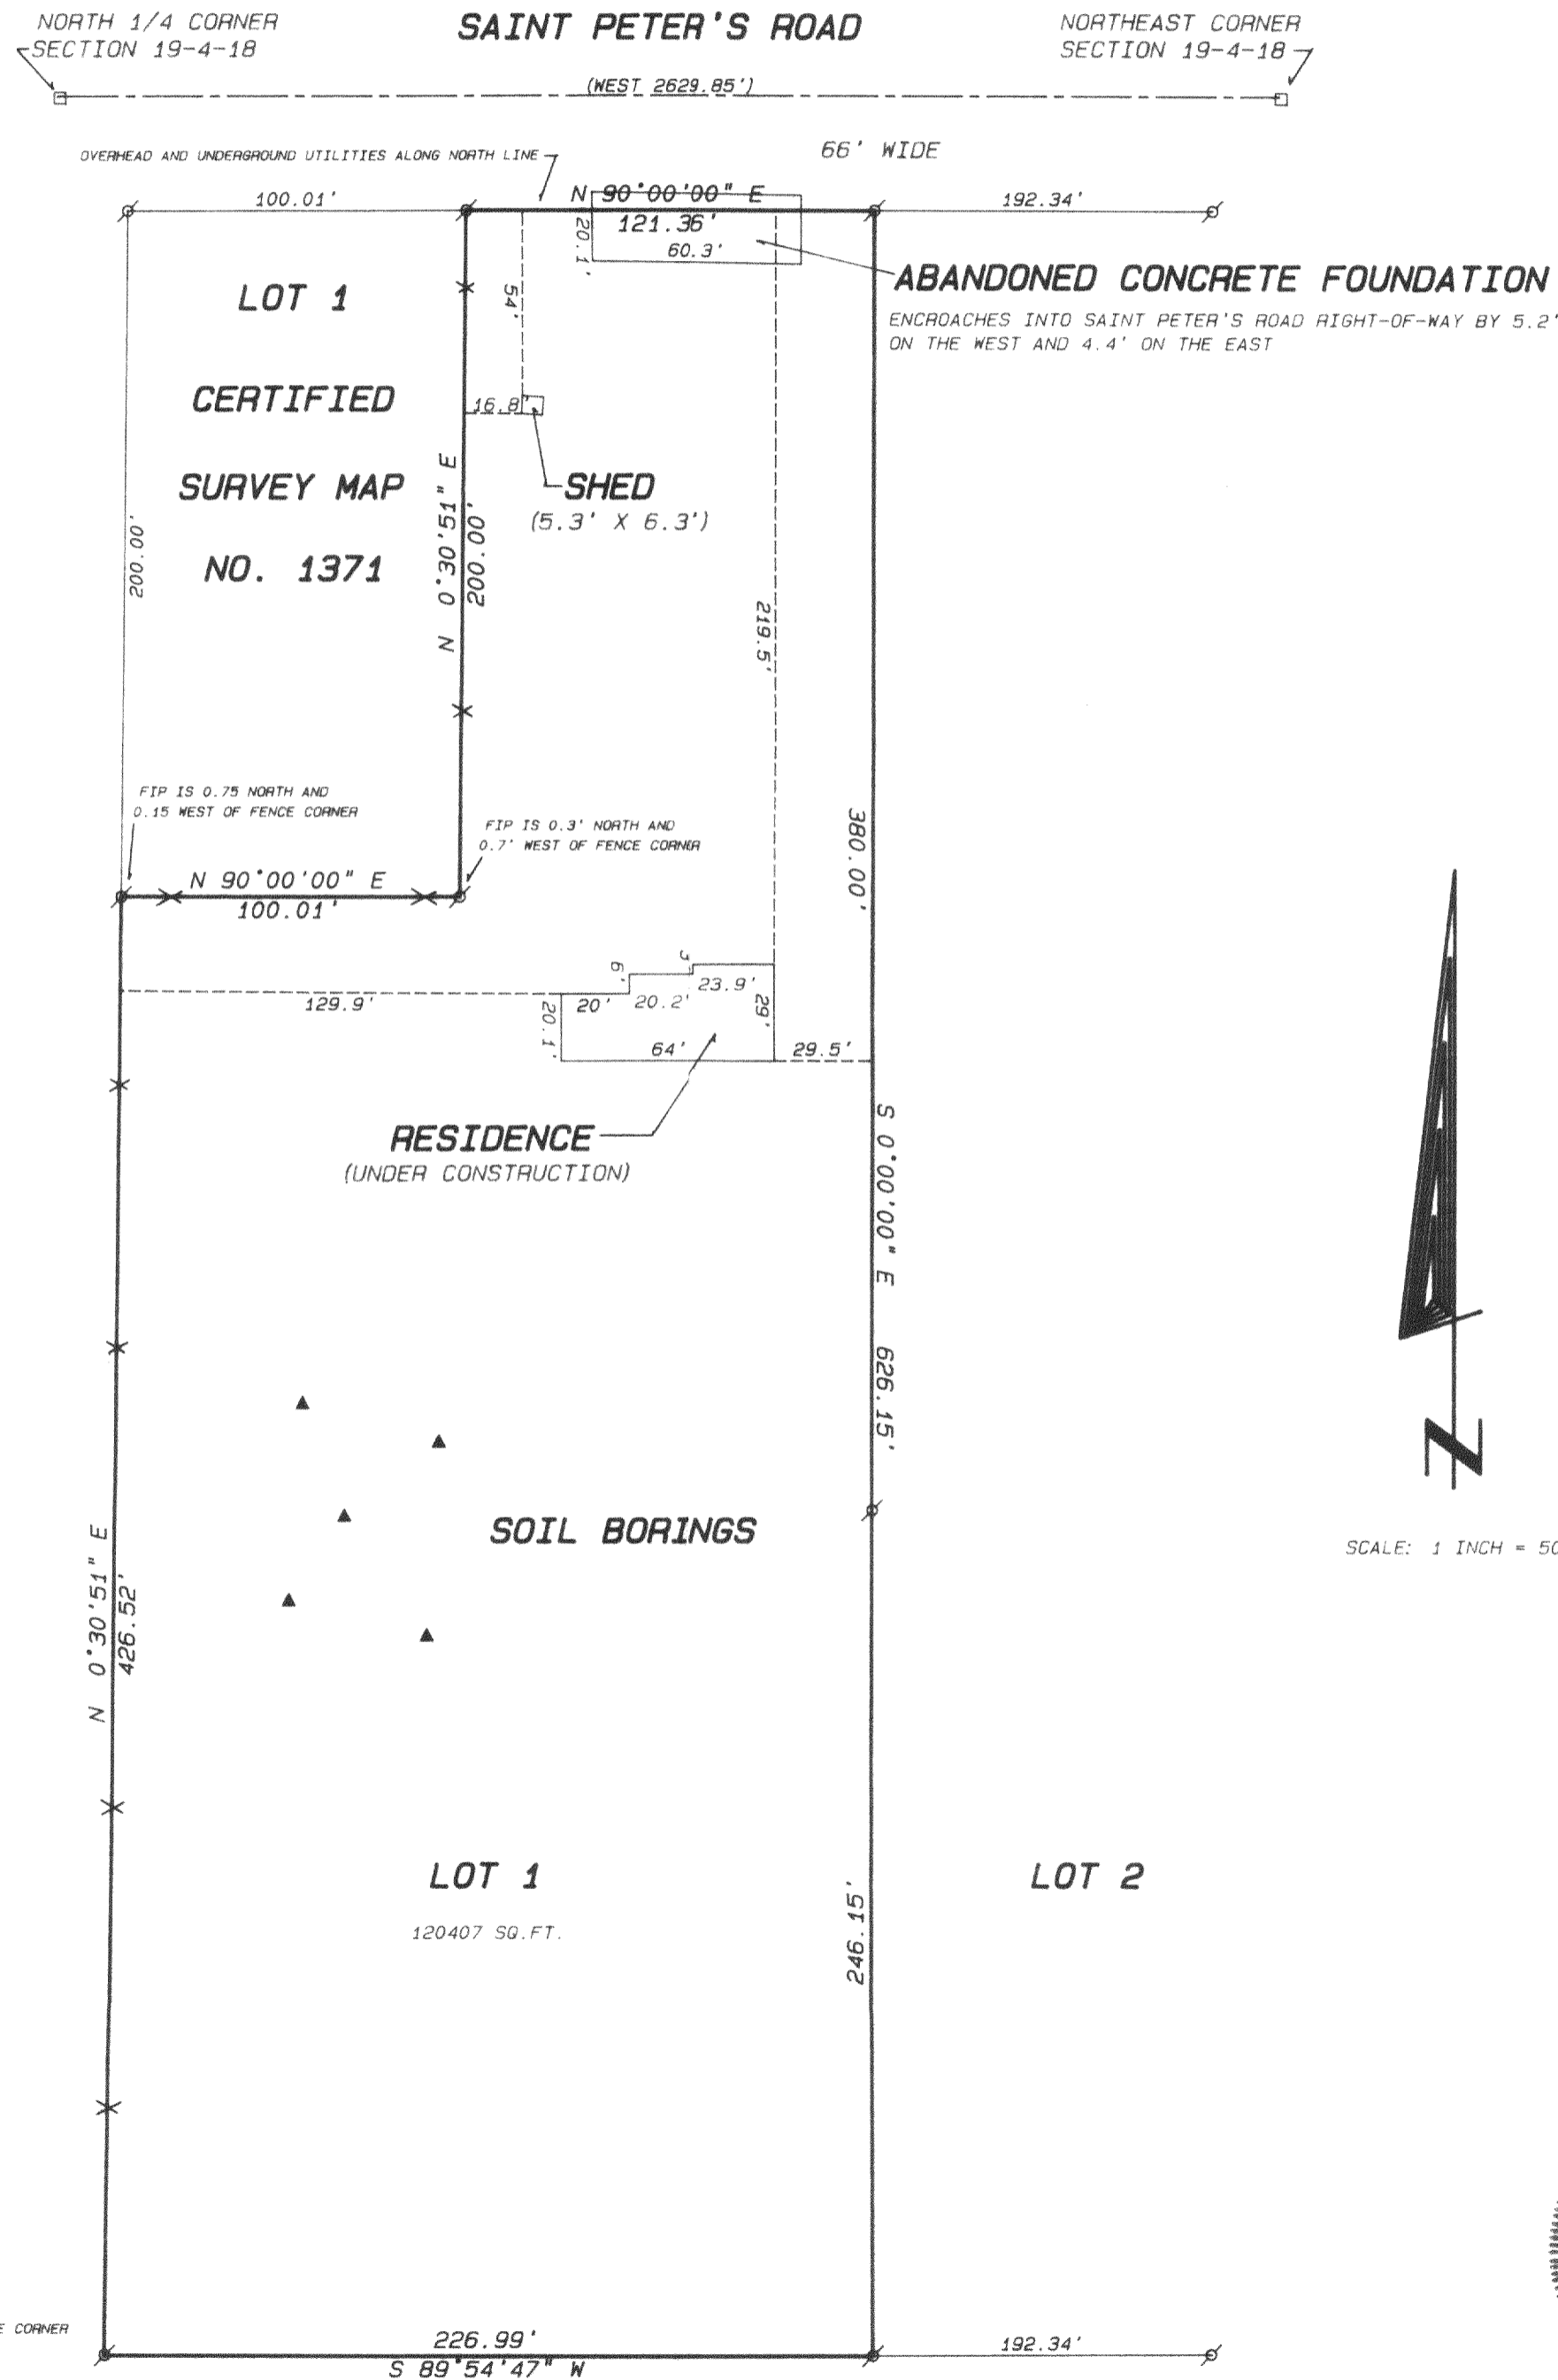 NORTH 1/4 CORNER
SECTION 19-4-18
SAINT PETER'S ROAD
NORTHEAST CORNER
SECTION 19-4-18
(WEST 2629.85')
OVERHEAD AND UNDERGROUND UTILITIES ALONG NORTH LINE
66' WIDE
100.01'
N 90°00'00" E
121.36'
192.34'
20.1'
60.3'
ABANDONED CONCRETE FOUNDATION
ENCROACHES INTO SAINT PETER'S ROAD RIGHT-OF-WAY BY 5.2'
ON THE WEST AND 4.4' ON THE EAST
LOT 1
CERTIFIED
SURVEY MAP
NO. 1371
54'
16.8'
SHED
(5.3' X 6.3')
200.00'
N 0°30'51" E
200.00'
219.5'
380.00'
FIP IS 0.75 NORTH AND
0.15 WEST OF FENCE CORNER
FIP IS 0.3' NORTH AND
0.7' WEST OF FENCE CORNER
N 90°00'00" E
100.01'
129.9'
6'
3'
20'
20.2'
23.9'
29'
20.1'
64'
29.5'
RESIDENCE
(UNDER CONSTRUCTION)
S 0°00'00" E 626.15'
SOIL BORINGS
N
SCALE: 1 INCH = 50
N 0°30'51" E
426.52'
LOT 1
120407 SQ.FT.
246.15'
LOT 2
E CORNER
226.99'
S 89°54'47" W
192.34'